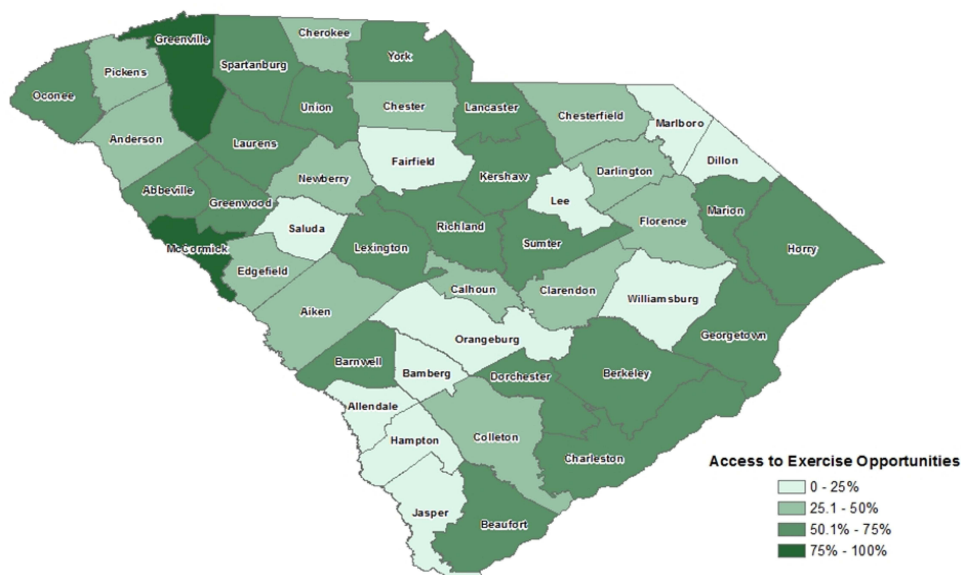 Cherokee
Greenville
York
Spartanburg
Pickens
Oconee
Union
Chester
Lancaster
Chesterfield
Marlboro
Anderson
Laurens
Fairfield
Dillon
Newberry
Kershaw
Darlington
Abbeville
Greenwood
Lee
Marion
Saluda
Richland
Florence
McCormick
Lexington
Sumter
Horry
Edgefield
Calhoun
Clarendon
Williamsburg
Aiken
Orangeburg
Georgetown
Barnwell
Bamberg
Dorchester
Berkeley
Allendale
Hampton
Colleton
Charleston
Jasper
Beaufort
Access to Exercise Opportunities
0 - 25%
25.1 - 50%
50.1% - 75%
75% - 100%